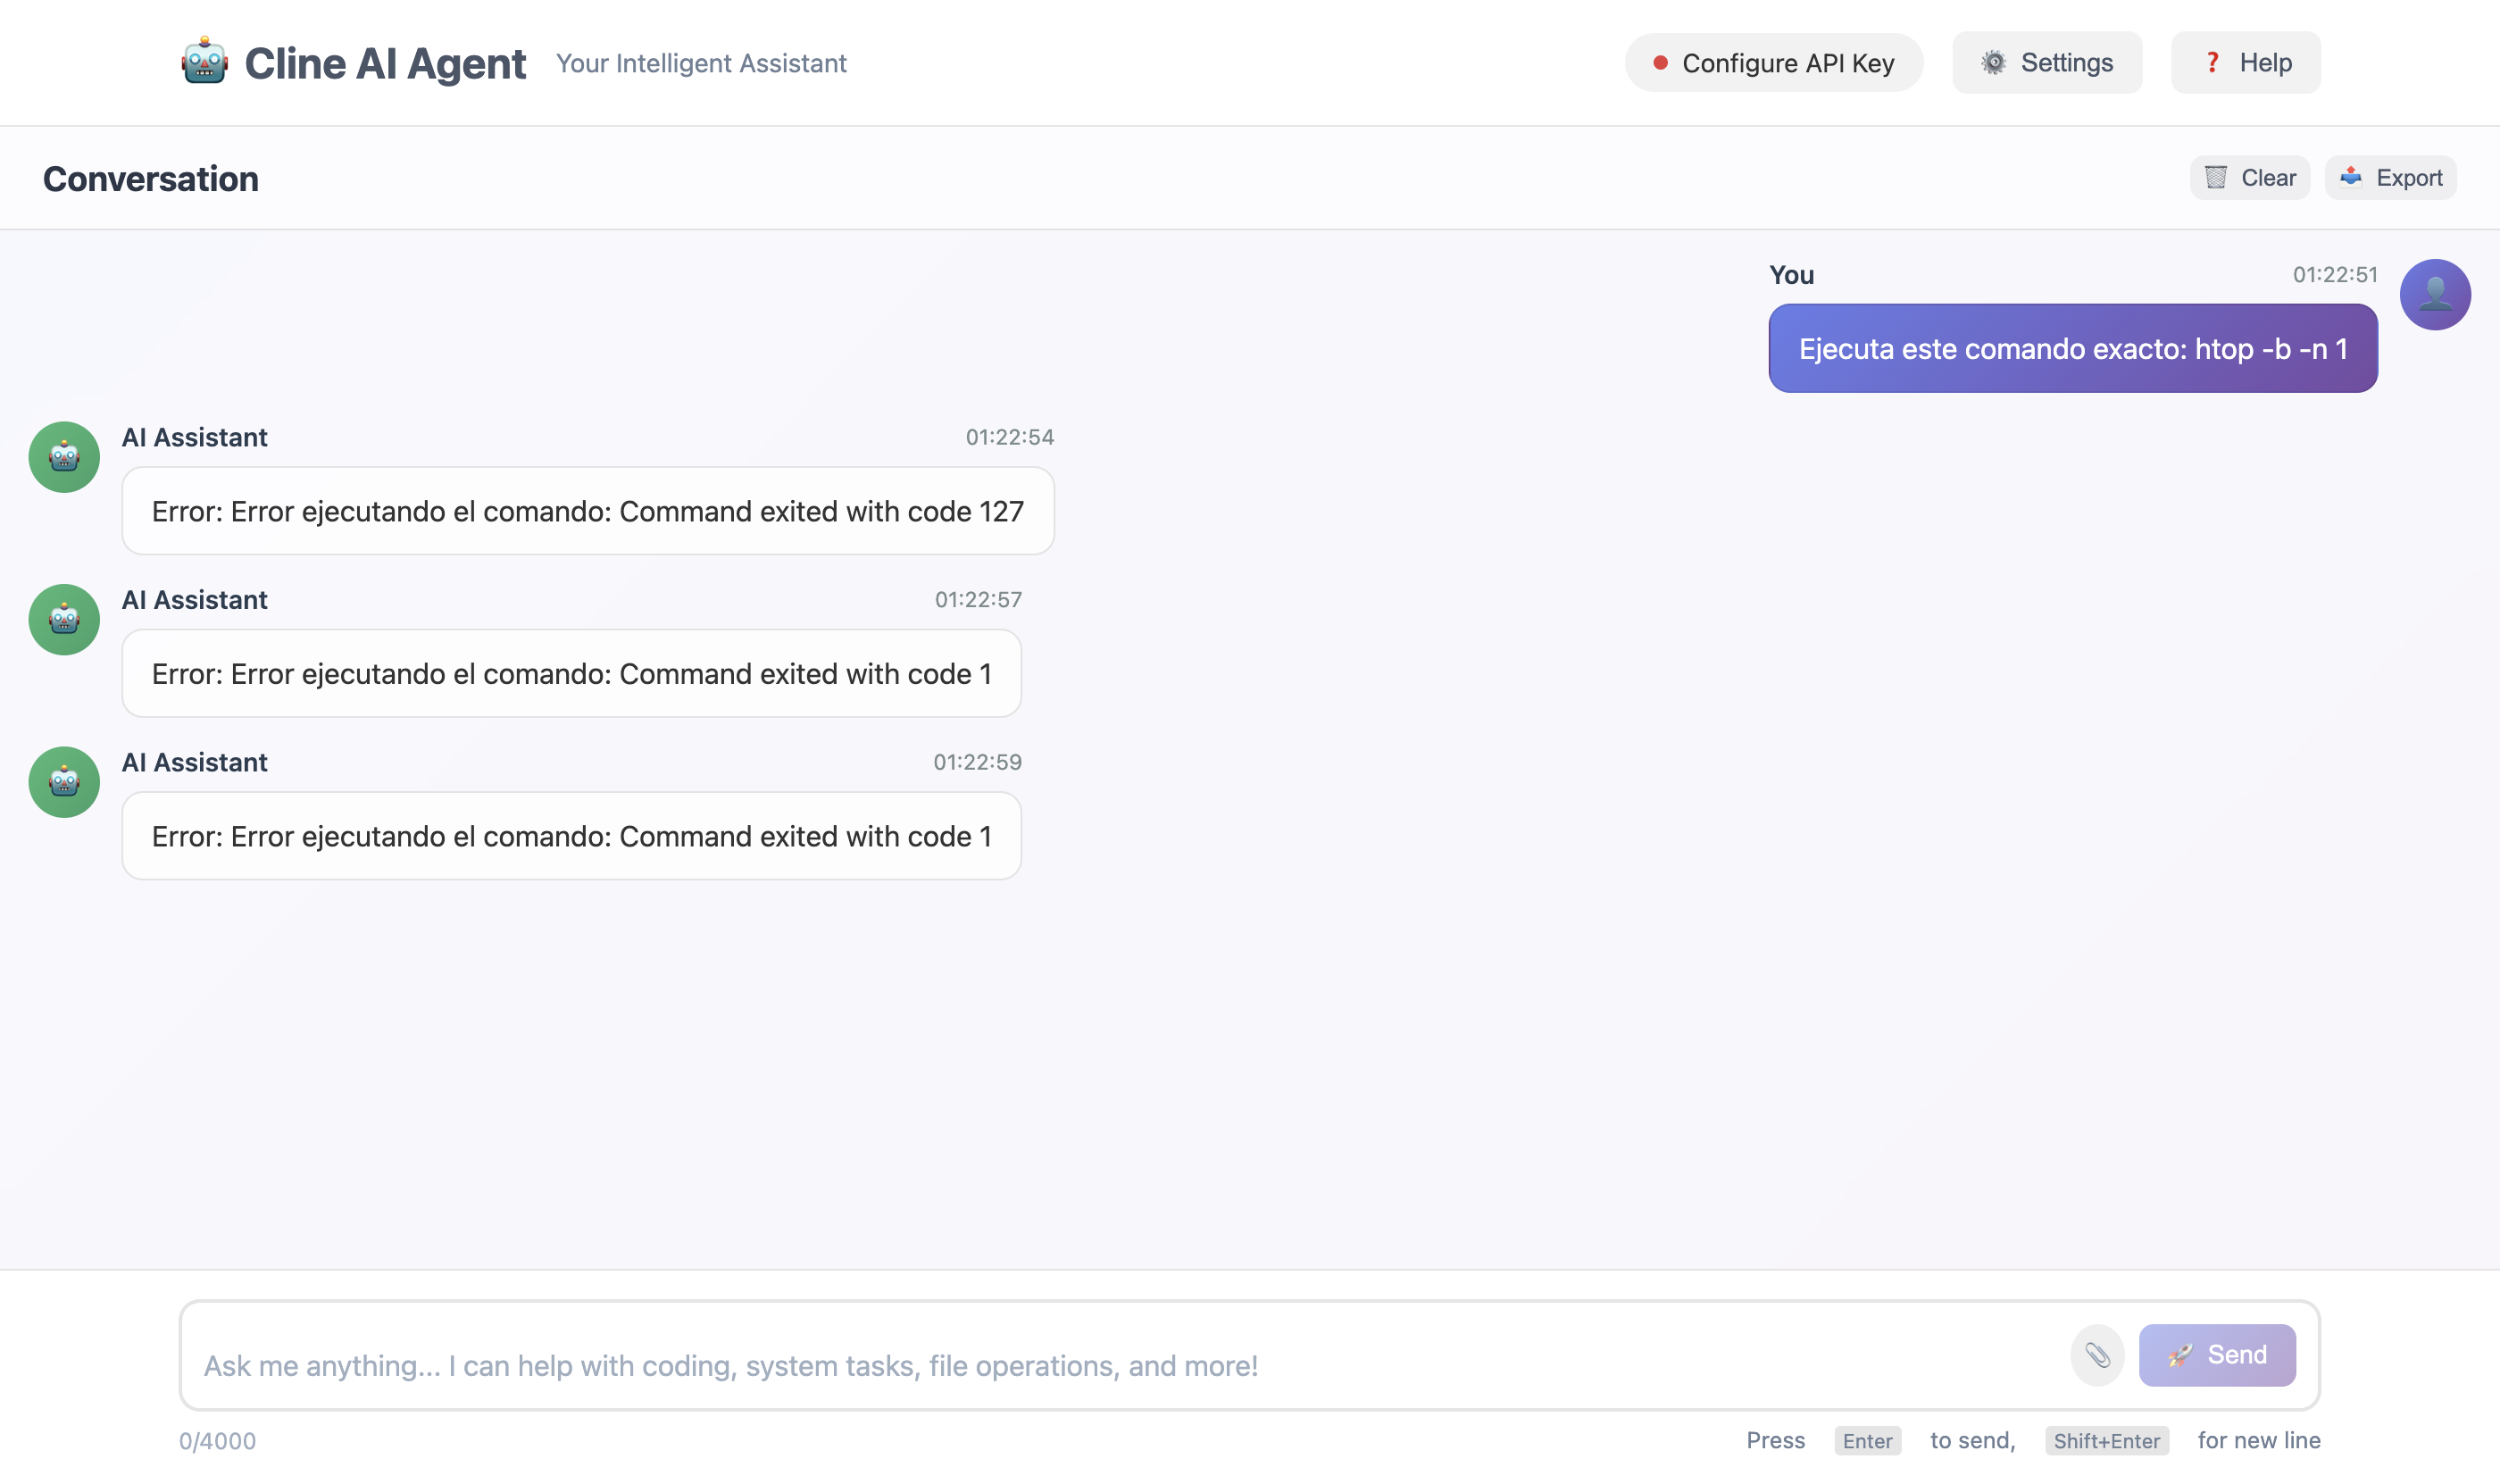 Cline AI Agent
Your Intelligent Assistant
Configure API Key
Settings
Help
Conversation
Clear
Export
You
01:22:51
Ejecuta este comando exacto: htop -b -n 1
AI Assistant
01:22:54
Error: Error ejecutando el comando: Command exited with code 127
AI Assistant
01:22:57
Error: Error ejecutando el comando: Command exited with code 1
AI Assistant
01:22:59
Error: Error ejecutando el comando: Command exited with code 1
Ask me anything... I can help with coding, system tasks, file operations, and more!
Send
0/4000
Press Enter to send, Shift+Enter for new line